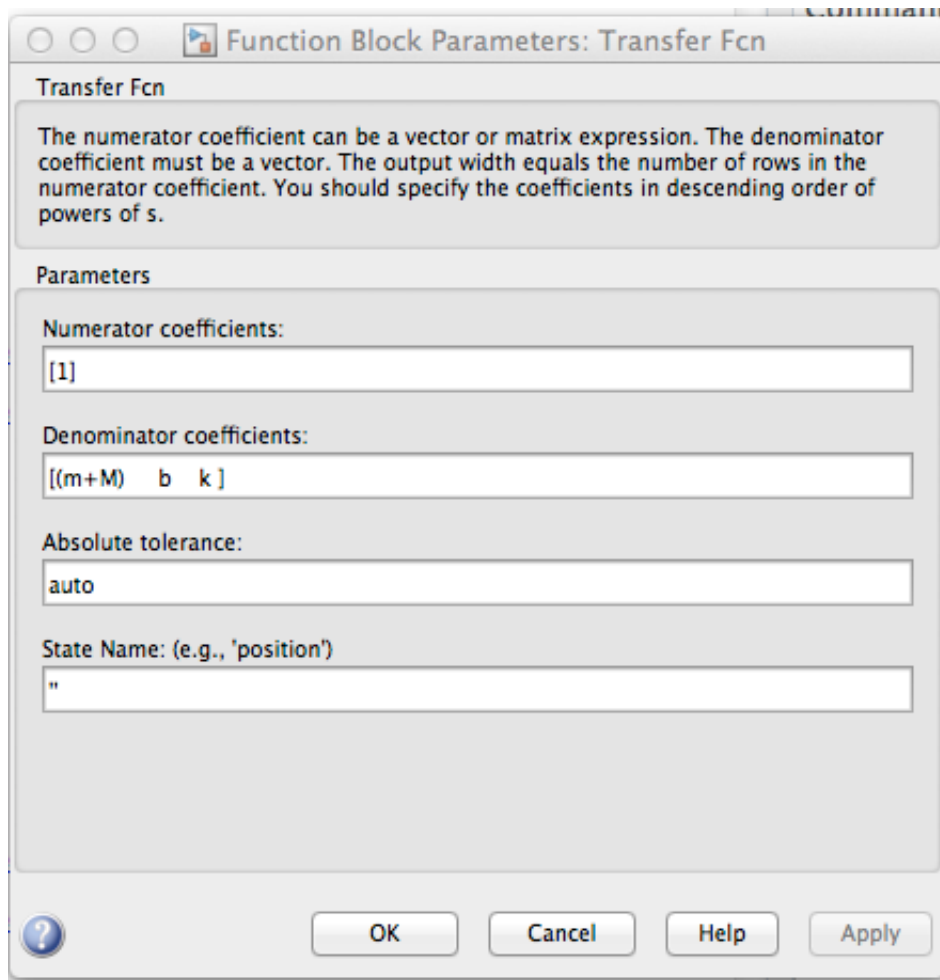 Command
Function Block Parameters: Transfer Fcn
Transfer Fcn
The numerator coefficient can be a vector or matrix expression. The denominator
coefficient must be a vector. The output width equals the number of rows in the
numerator coefficient. You should specify the coefficients in descending order of
powers of s.
Parameters
Numerator coefficients:
[1]
Denominator coefficients:
[(m+M) b k ]
Absolute tolerance:
auto
State Name: (e.g., 'position')
''
OK Cancel Help Apply